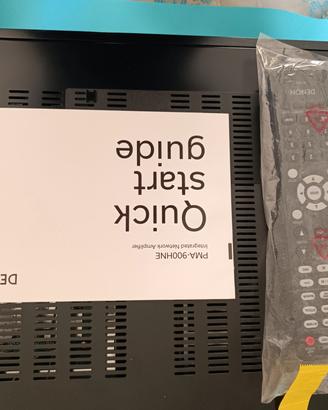 PMA-900HNE
Integrated Network Amplifier
Quick
start
guide
DE
DENON